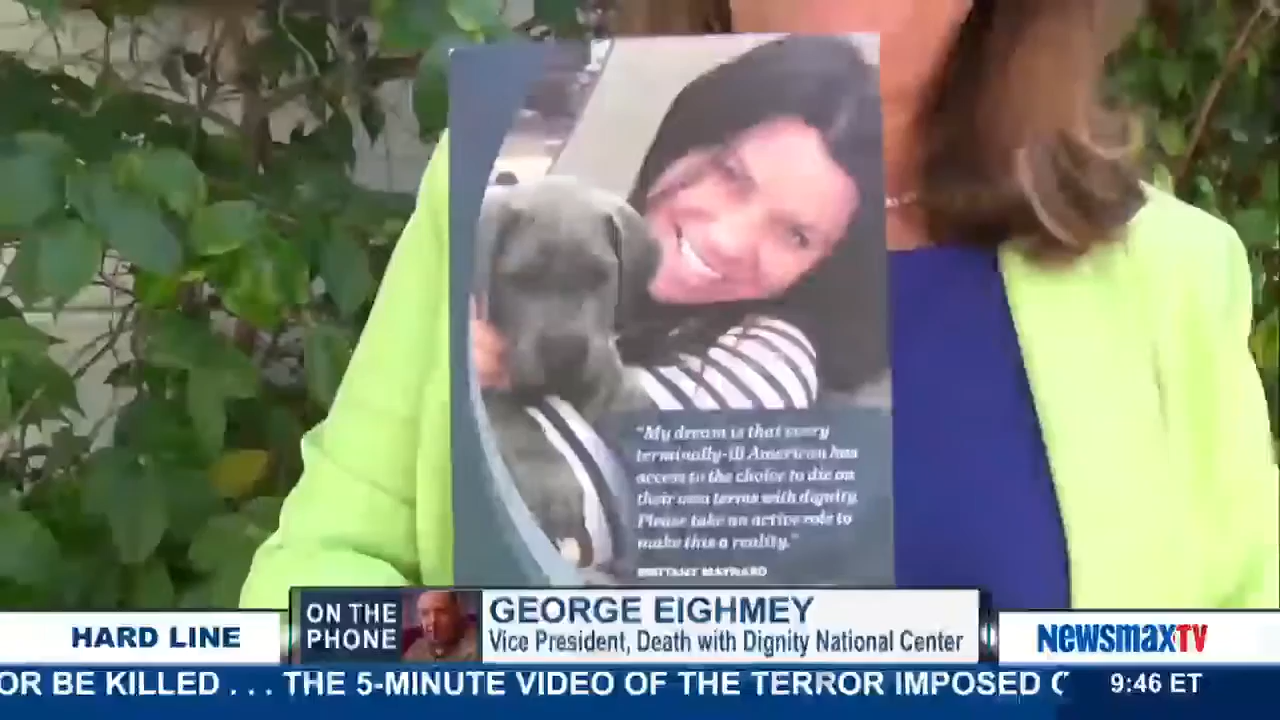 "My dream is that every
terminally-ill American has
access to the choice to die on
their own terms with dignity.
Please take an active role to
make this a reality."
BRITTANY MAYNARD
ON THE
PHONE
GEORGE EIGHMEY
Vice President, Death with Dignity National Center
HARD LINE
NEWSMAXTV
OR BE KILLED . . . THE 5-MINUTE VIDEO OF THE TERROR IMPOSED
9:46 ET